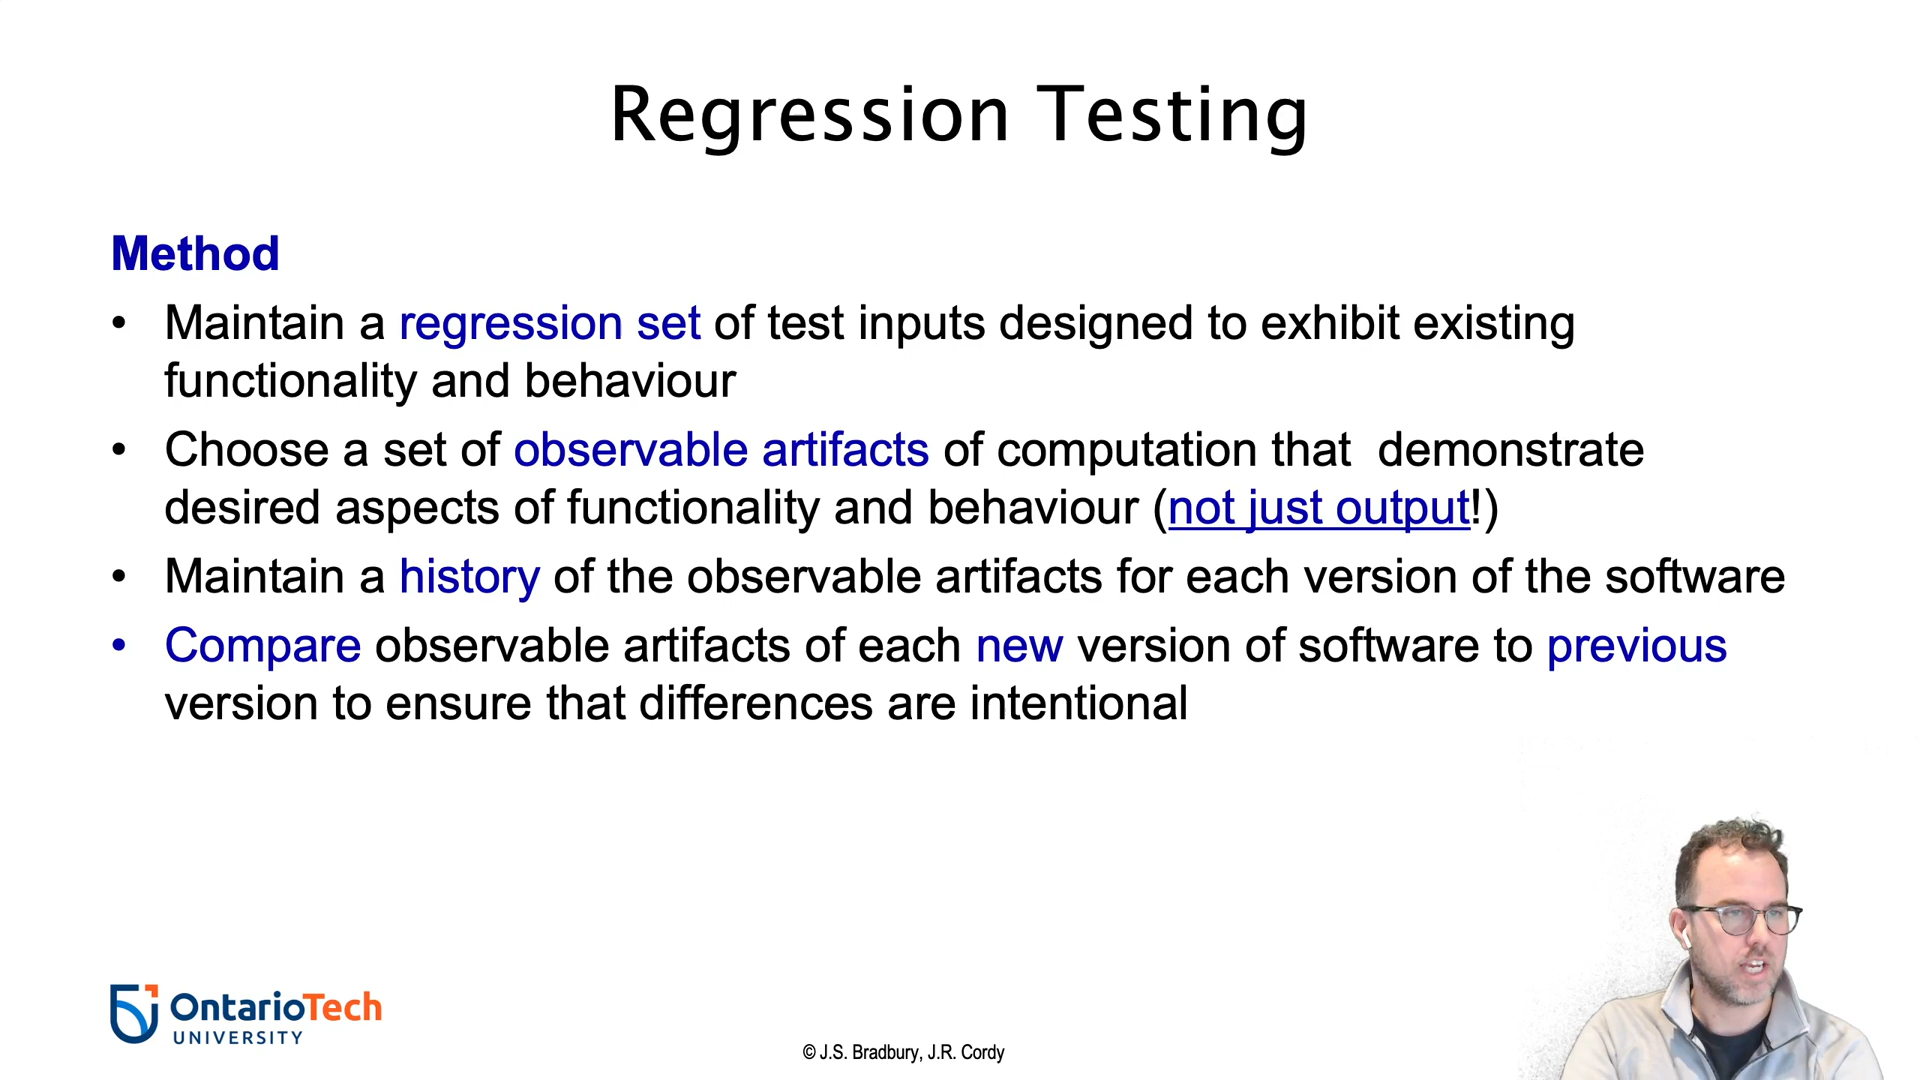 Regression Testing
Method
• Maintain a regression set of test inputs designed to exhibit existing
functionality and behaviour
• Choose a set of observable artifacts of computation that  demonstrate
desired aspects of functionality and behaviour (not just output!)
• Maintain a history of the observable artifacts for each version of the software
• Compare observable artifacts of each new version of software to previous
version to ensure that differences are intentional
OntarioTech
UNIVERSITY
© J.S. Bradbury, J.R. Cordy